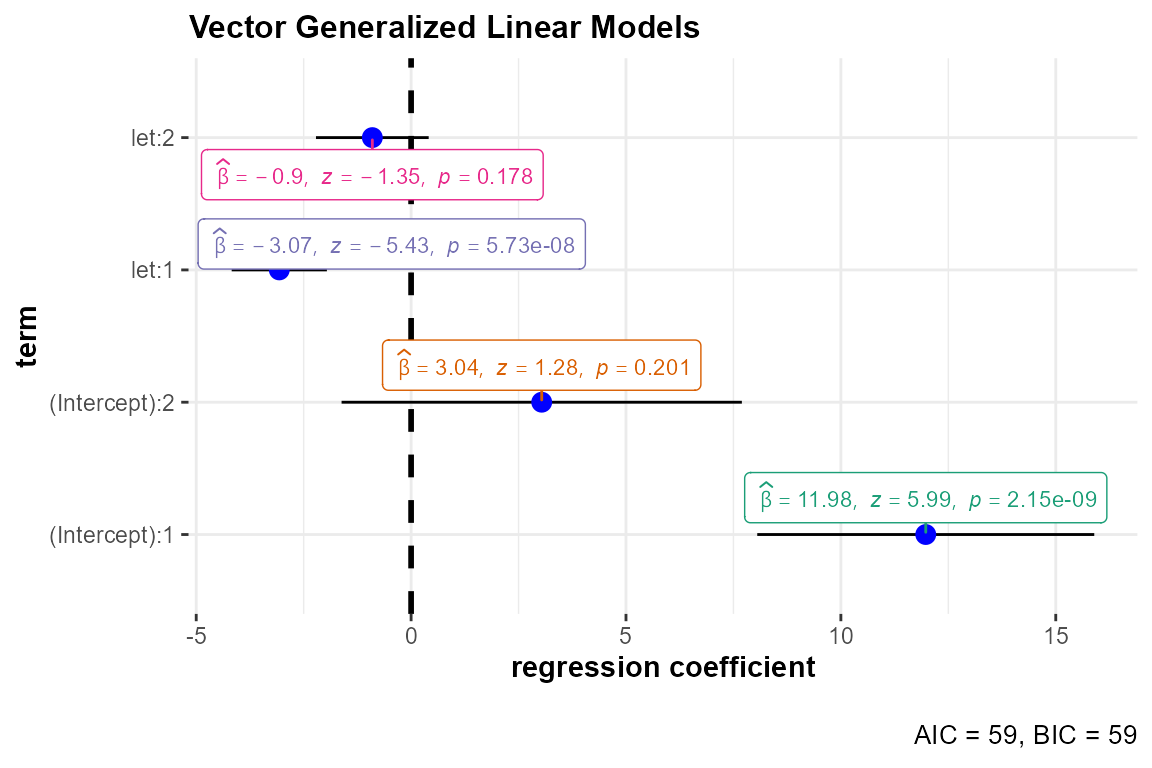 Vector Generalized Linear Models
term
let:2
β̂ = −0.9, z = −1.35, p = 0.178
let:1
β̂ = −3.07, z = −5.43, p = 5.73e-08
(Intercept):2
β̂ = 3.04, z = 1.28, p = 0.201
(Intercept):1
β̂ = 11.98, z = 5.99, p = 2.15e-09
-5 0 5 10 15
regression coefficient
AIC = 59, BIC = 59